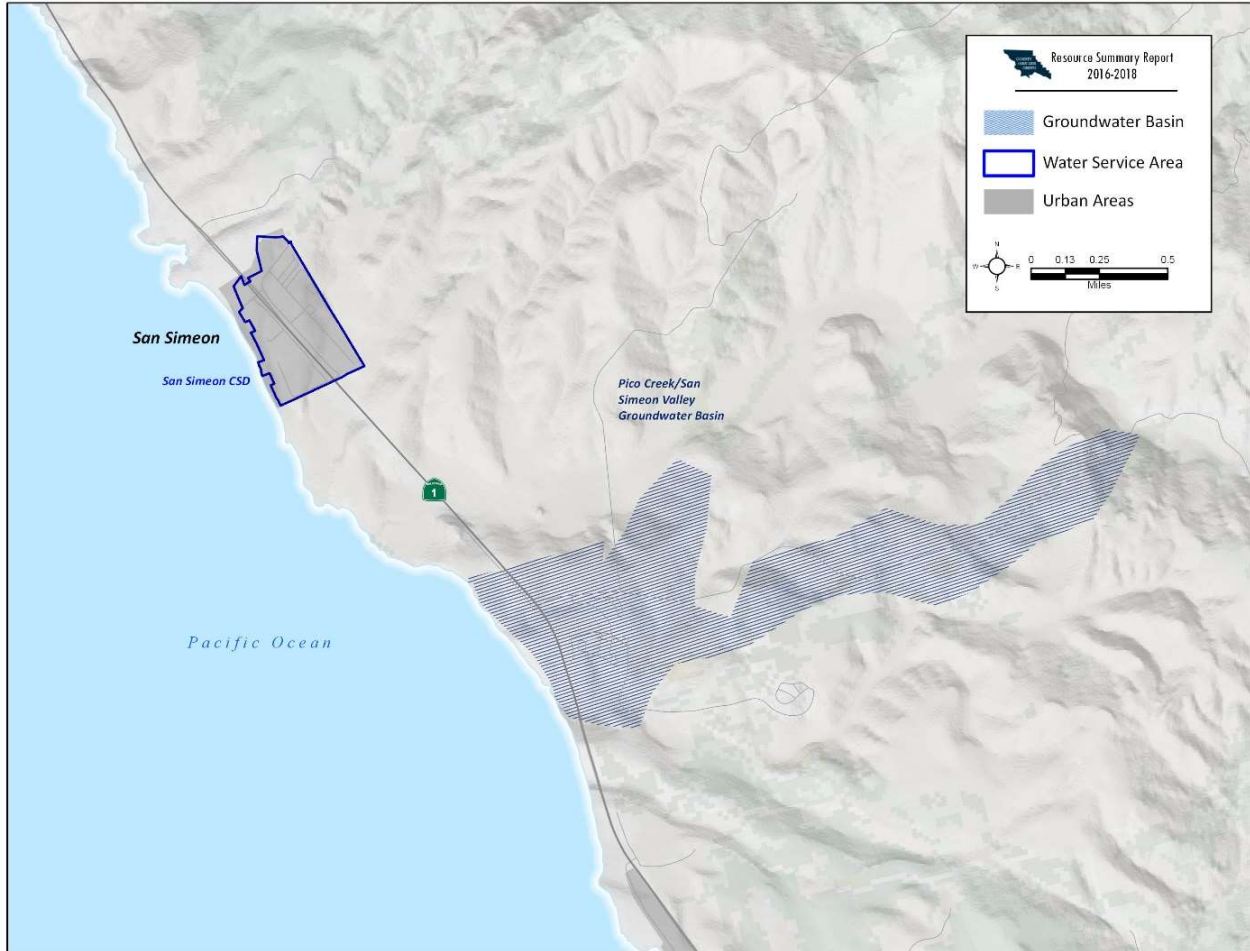 Resource Summary Report
2016-2018
Groundwater Basin
Water Service Area
Urban Areas
N
W
E
S
0 0.13 0.25 0.5
Miles
San Simeon
San Simeon CSD
Pico Creek/San
Simeon Valley
Groundwater Basin
1
Pacific Ocean